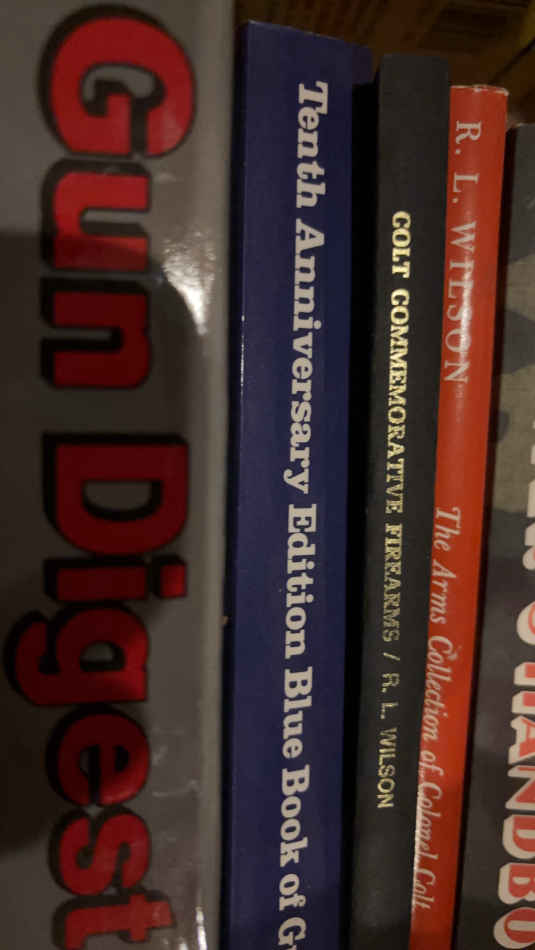 Gun Digest
Tenth Anniversary Edition Blue Book of G
COLT COMMEMORATIVE FIREARMS / R. L. WILSON
R. L. WILSON The Arms Collection of Colonel Colt
HANDBO